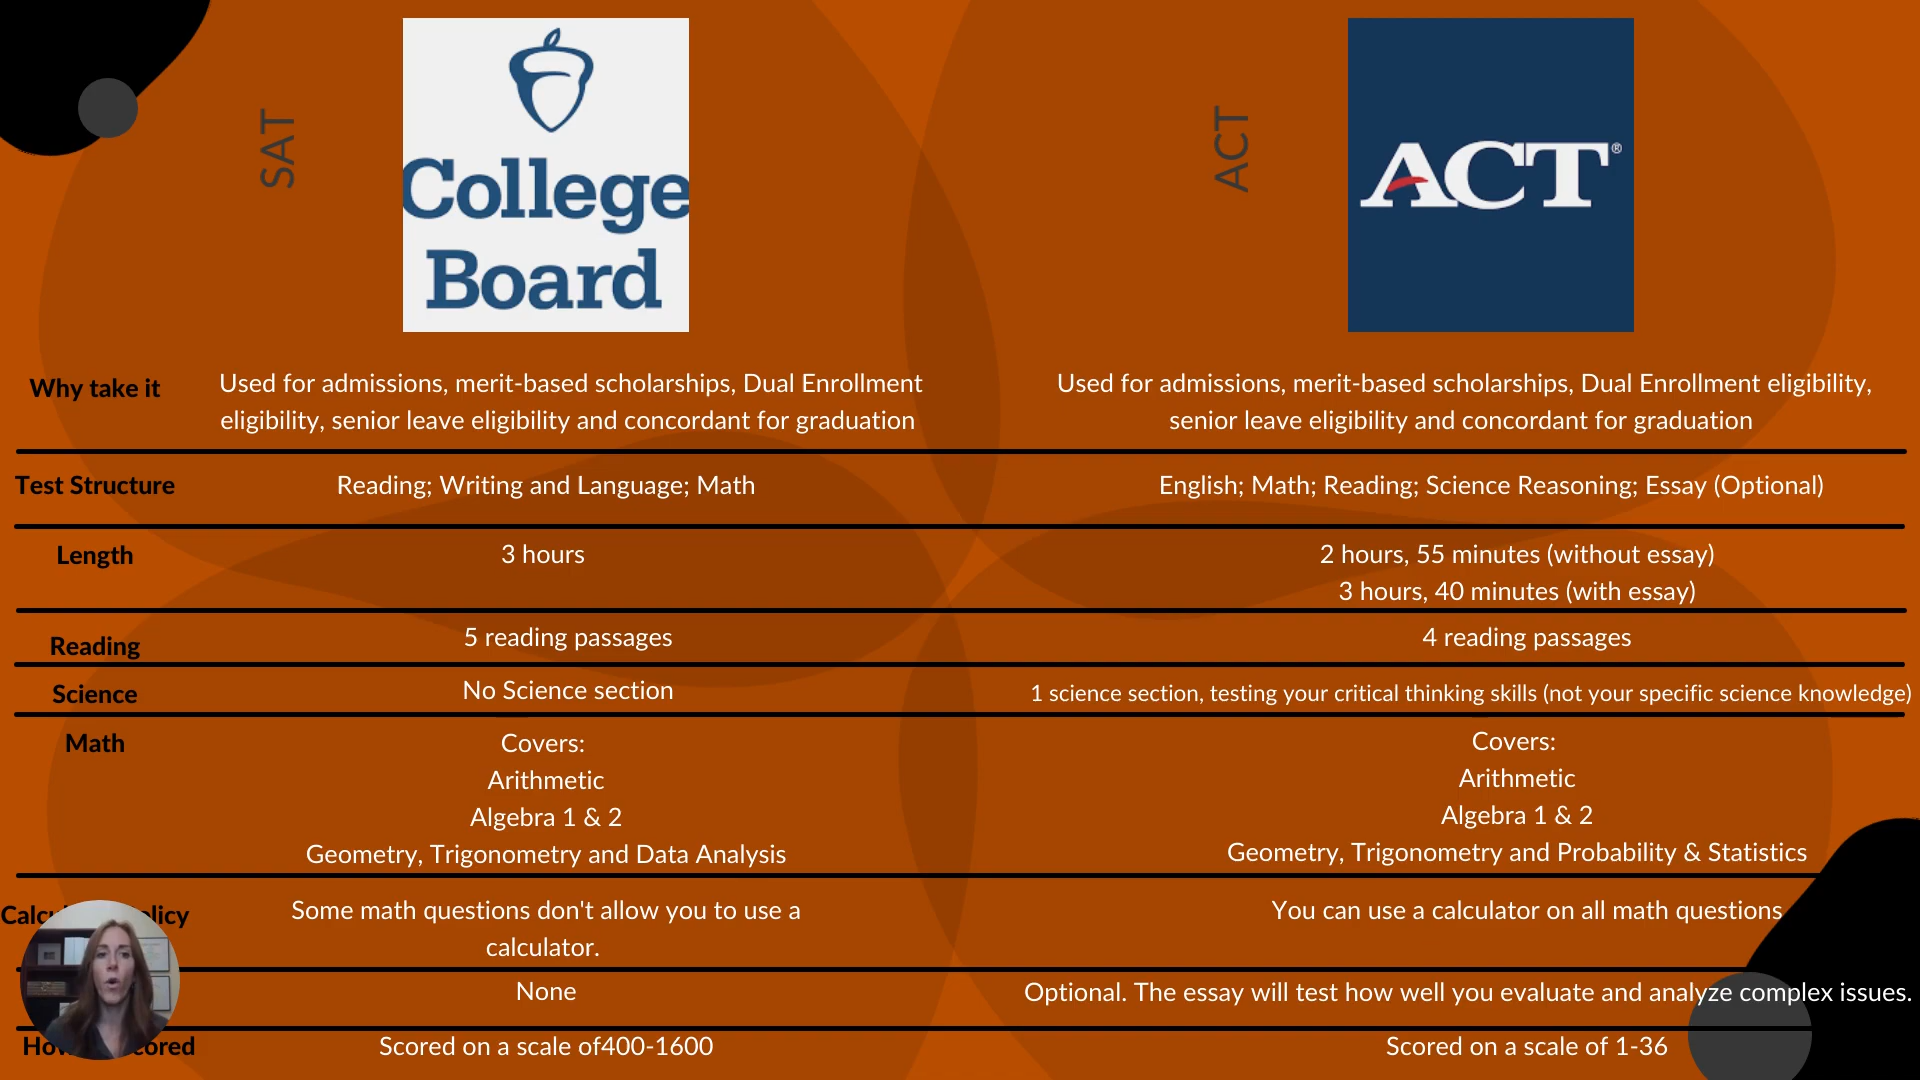 SAT
College
Board
ACT
ACT®
Why take it
Used for admissions, merit-based scholarships, Dual Enrollment
eligibility, senior leave eligibility and concordant for graduation
Used for admissions, merit-based scholarships, Dual Enrollment eligibility,
senior leave eligibility and concordant for graduation
Test Structure
Reading; Writing and Language; Math
English; Math; Reading; Science Reasoning; Essay (Optional)
Length
3 hours
2 hours, 55 minutes (without essay)
3 hours, 40 minutes (with essay)
Reading
5 reading passages
4 reading passages
Science
No Science section
1 science section, testing your critical thinking skills (not your specific science knowledge)
Math
Covers:
Arithmetic
Algebra 1 & 2
Geometry, Trigonometry and Data Analysis
Covers:
Arithmetic
Algebra 1 & 2
Geometry, Trigonometry and Probability & Statistics
Some math questions don't allow you to use a
calculator.
You can use a calculator on all math questions
None
Optional. The essay will test how well you evaluate and analyze complex issues.
Scored on a scale of400-1600
Scored on a scale of 1-36